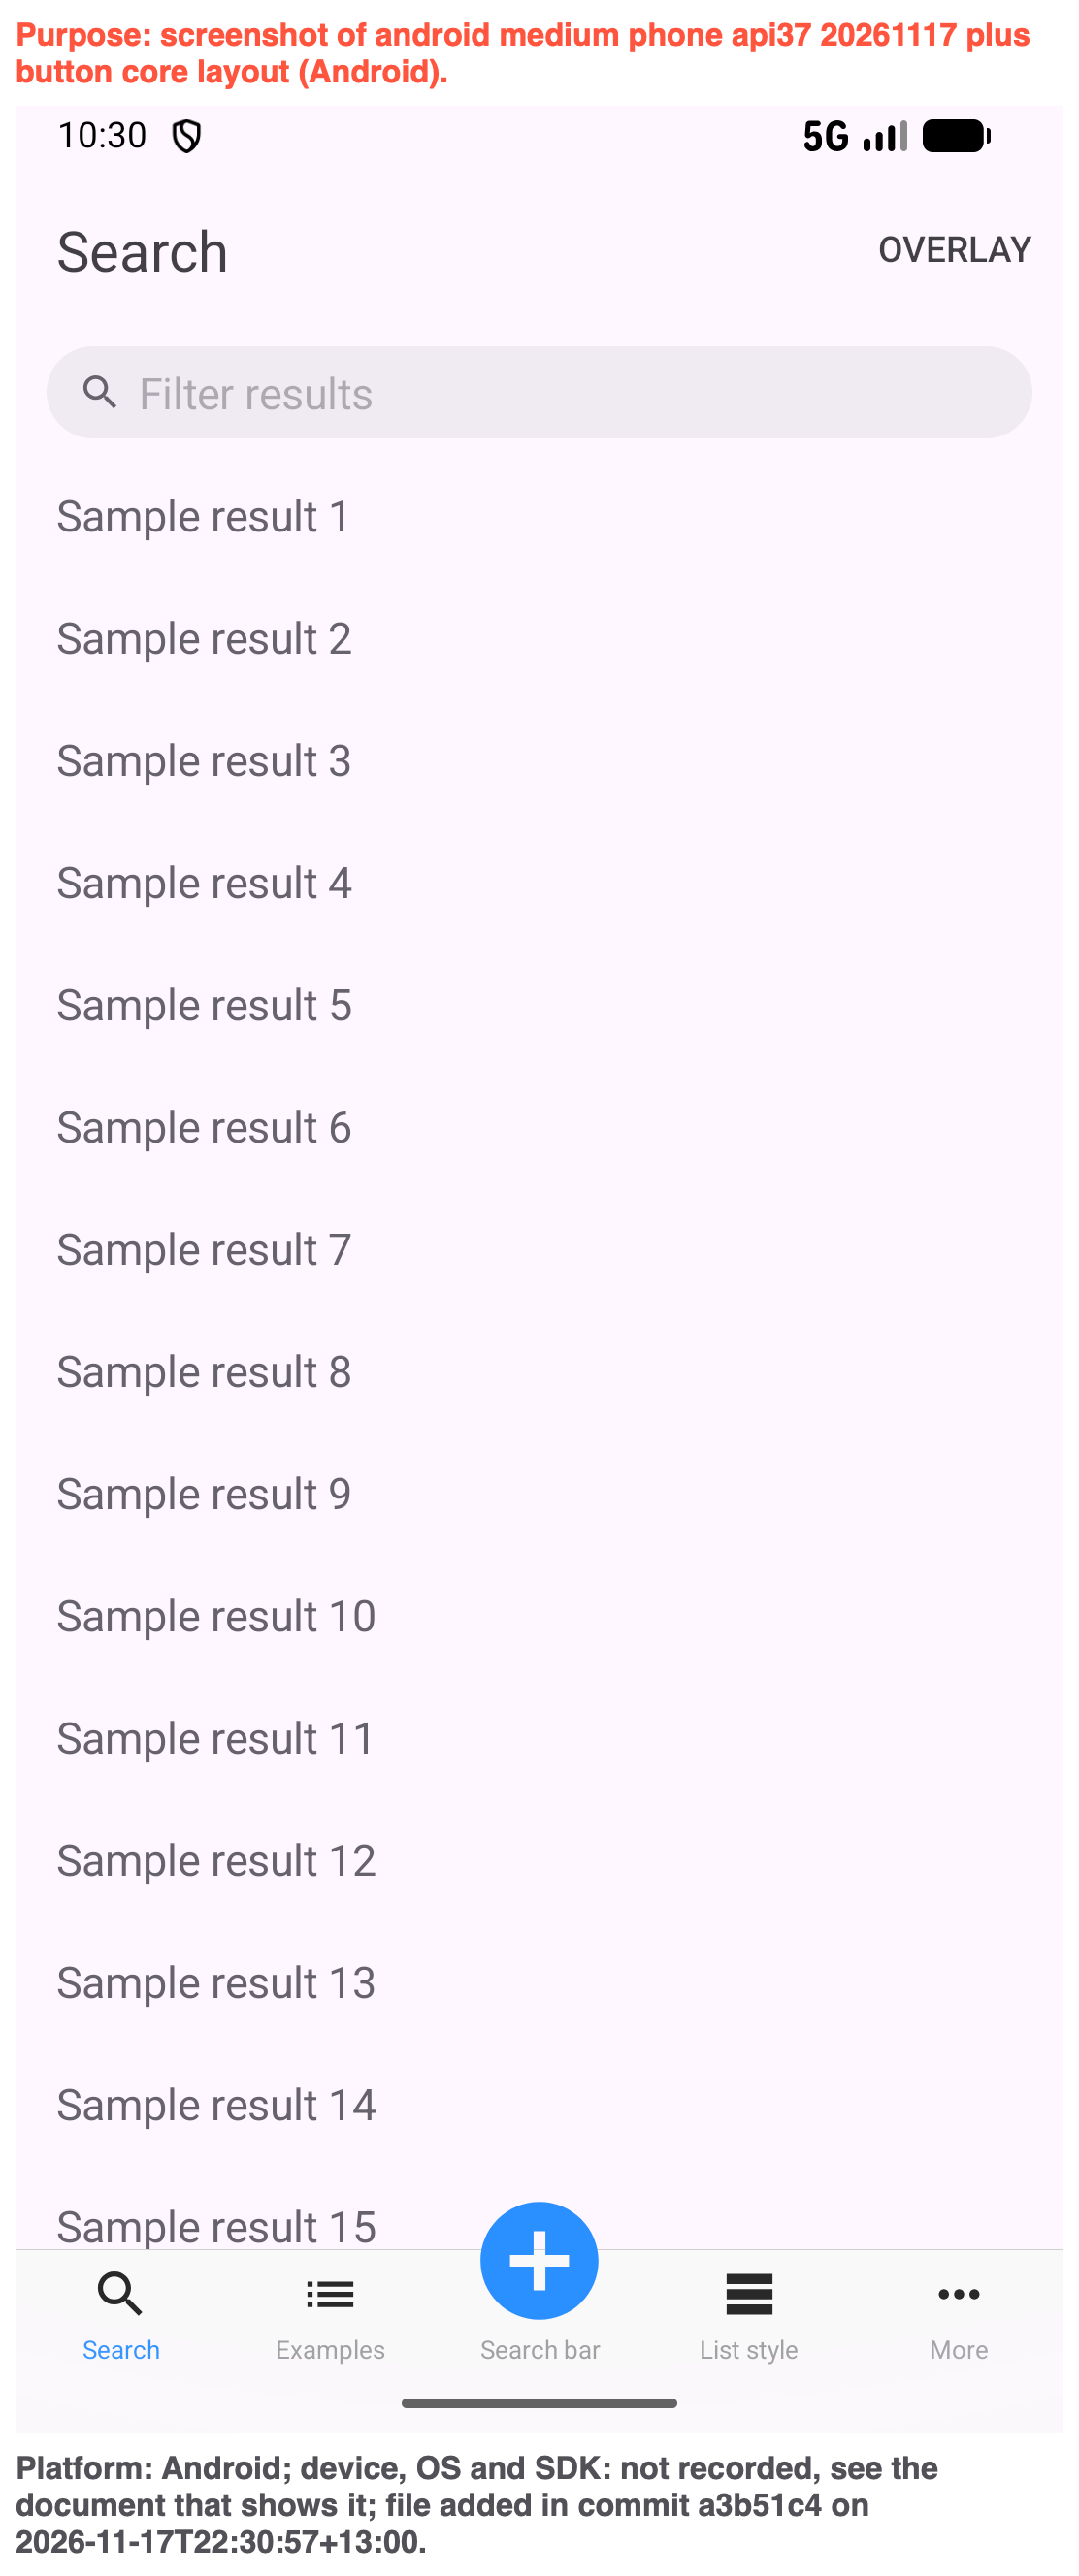 Purpose: screenshot of android medium phone api37 20261117 plus
button core layout (Android).
10:30 5G
Search OVERLAY
Filter results
Sample result 1
Sample result 2
Sample result 3
Sample result 4
Sample result 5
Sample result 6
Sample result 7
Sample result 8
Sample result 9
Sample result 10
Sample result 11
Sample result 12
Sample result 13
Sample result 14
Sample result 15
Search Examples Search bar List style More
Platform: Android; device, OS and SDK: not recorded, see the
document that shows it; file added in commit a3b51c4 on
2026-11-17T22:30:57+13:00.